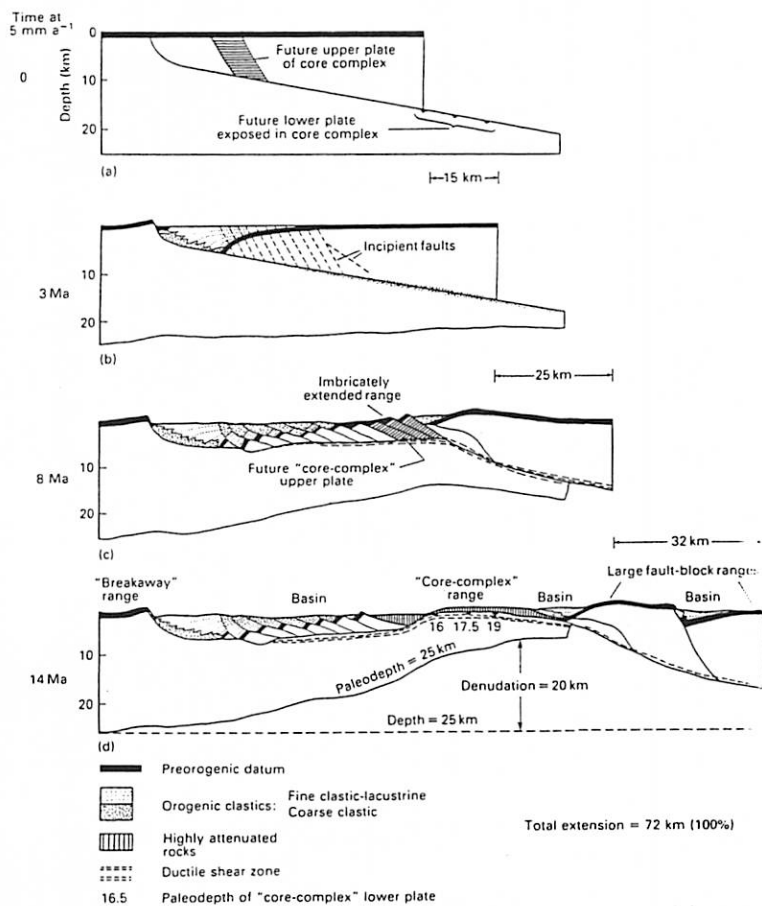 Time at
5 mm a⁻¹
0
Depth (km)
0
10
20
Future upper plate
of core complex
Future lower plate
exposed in core complex
(a)
15 km
3 Ma
10
20
Incipient faults
(b)
25 km
Imbricately
extended range
8 Ma
10
20
Future "core-complex"
upper plate
(c)
32 km
"Breakaway"
range
Basin
"Core-complex"
range
Basin
Large fault-block ranges
Basin
16 17.5 19
14 Ma
10
20
Paleodepth = 25 km
Denudation = 20 km
Depth = 25 km
(d)
Preorogenic datum
Orogenic clastics:
Fine clastic-lacustrine
Coarse clastic
Highly attenuated
rocks
Total extension = 72 km (100%)
Ductile shear zone
16.5 Paleodepth of "core-complex" lower plate